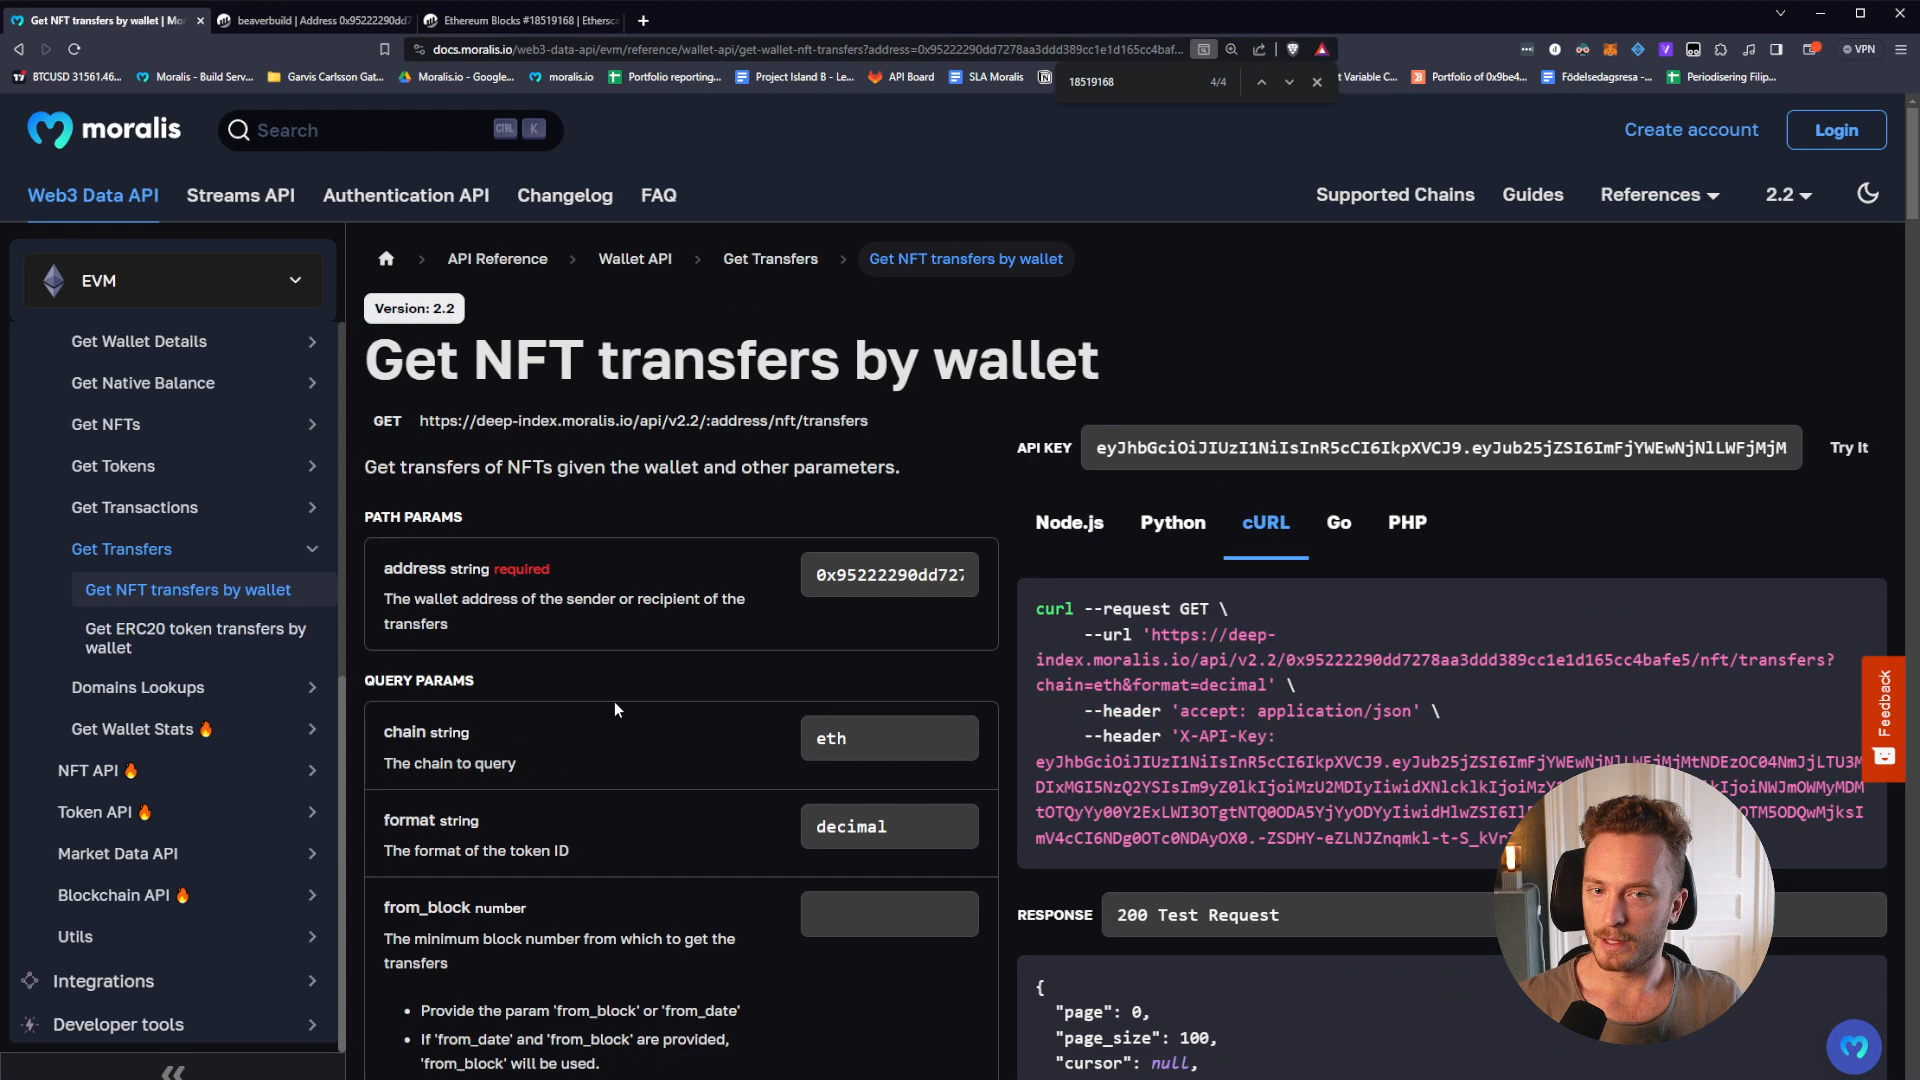 Get NFT transfers by wallet | Mo
beaverbuild | Address 0x95222290dd7
Ethereum Blocks #18519168 | Ethersca
docs.moralis.io/web3-data-api/evm/reference/wallet-api/get-wallet-nft-transfers?address=0x95222290dd7278aa3ddd389cc1e1d165cc4baf...
VPN
BTCUSD 31561.46...
Moralis - Build Serv...
Garvis Carlsson Gat...
Moralis.io - Google...
moralis.io
Portfolio reporting...
Project Island B - Le...
API Board
SLA Moralis
18519168
4/4
t Variable C...
Portfolio of 0x9be4...
Födelsedagsresa -...
Periodisering Filip...
moralis
Search
CTRL K
Create account
Login
Web3 Data API
Streams API
Authentication API
Changelog
FAQ
Supported Chains
Guides
References
2.2
EVM
Get Wallet Details
Get Native Balance
Get NFTs
Get Tokens
Get Transactions
Get Transfers
Get NFT transfers by wallet
Get ERC20 token transfers by
wallet
Domains Lookups
Get Wallet Stats
NFT API
Token API
Market Data API
Blockchain API
Utils
Integrations
Developer tools
API Reference
Wallet API
Get Transfers
Get NFT transfers by wallet
Version: 2.2
Get NFT transfers by wallet
GET https://deep-index.moralis.io/api/v2.2/:address/nft/transfers
Get transfers of NFTs given the wallet and other parameters.
PATH PARAMS
address string required
The wallet address of the sender or recipient of the
transfers
0x95222290dd727
QUERY PARAMS
chain string
The chain to query
eth
format string
The format of the token ID
decimal
from_block number
The minimum block number from which to get the
transfers
• Provide the param 'from_block' or 'from_date'
• If 'from_date' and 'from_block' are provided,
'from_block' will be used.
API KEY
eyJhbGciOiJIUzI1NiIsInR5cCI6IkpXVCJ9.eyJub25jZSI6ImFjYWEwNjNlLWFjMjM
Try It
Node.js
Python
cURL
Go
PHP
curl --request GET \
--url 'https://deep-
index.moralis.io/api/v2.2/0x95222290dd7278aa3ddd389cc1e1d165cc4bafe5/nft/transfers?
chain=eth&format=decimal' \
--header 'accept: application/json' \
--header 'X-API-Key:
RESPONSE
200 Test Request
{
"page": 0,
"page_size": 100,
"cursor": null,
Feedback